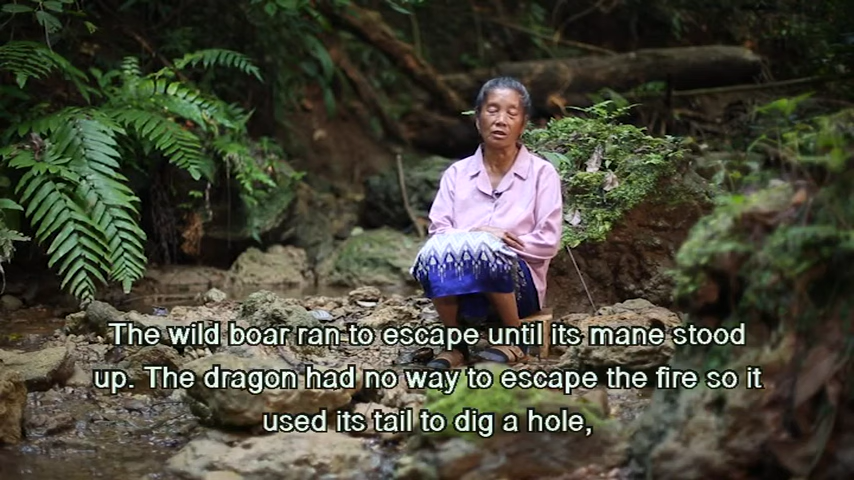 The wild boar ran to escape until its mane stood
up. The dragon had no way to escape the fire so it
used its tail to dig a hole,